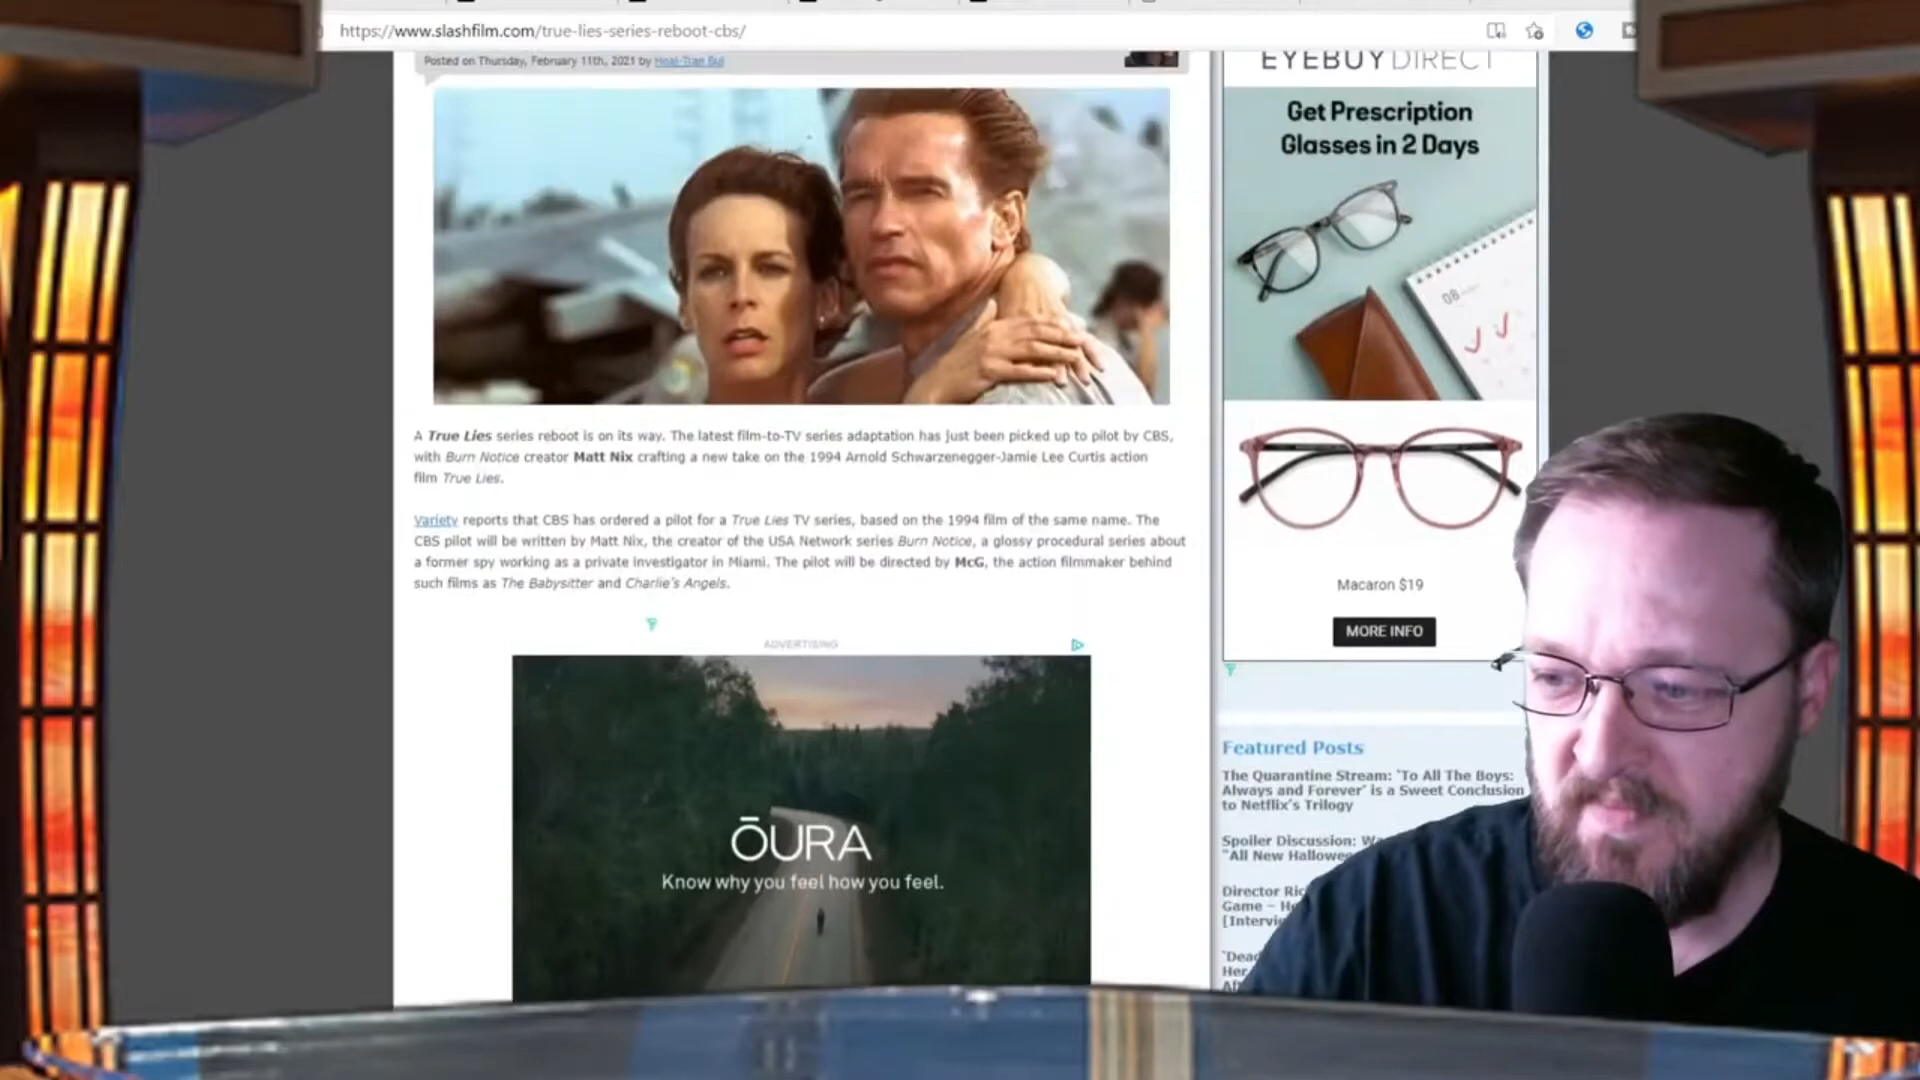 https://www.slashfilm.com/true-lies-series-reboot-cbs/
Posted on Thursday, February 11th, 2021 by Hoai-Tran Bui
A True Lies series reboot is on its way. The latest film-to-TV series adaptation has just been picked up to pilot by CBS,
with Burn Notice creator Matt Nix crafting a new take on the 1994 Arnold Schwarzenegger-Jamie Lee Curtis action
film True Lies.
Variety reports that CBS has ordered a pilot for a True Lies TV series, based on the 1994 film of the same name. The
CBS pilot will be written by Matt Nix, the creator of the USA Network series Burn Notice, a glossy procedural series about
a former spy working as a private investigator in Miami. The pilot will be directed by McG, the action filmmaker behind
such films as The Babysitter and Charlie's Angels.
ADVERTISING
ŌURA
Know why you feel how you feel.
EYEBUYDIRECT
Get Prescription
Glasses in 2 Days
08
Macaron $19
MORE INFO
Featured Posts
The Quarantine Stream: 'To All The Boys:
Always and Forever' is a Sweet Conclusion
to Netflix's Trilogy
Spoiler Discussion:
"All New
Director
Game –
'Dead
Her